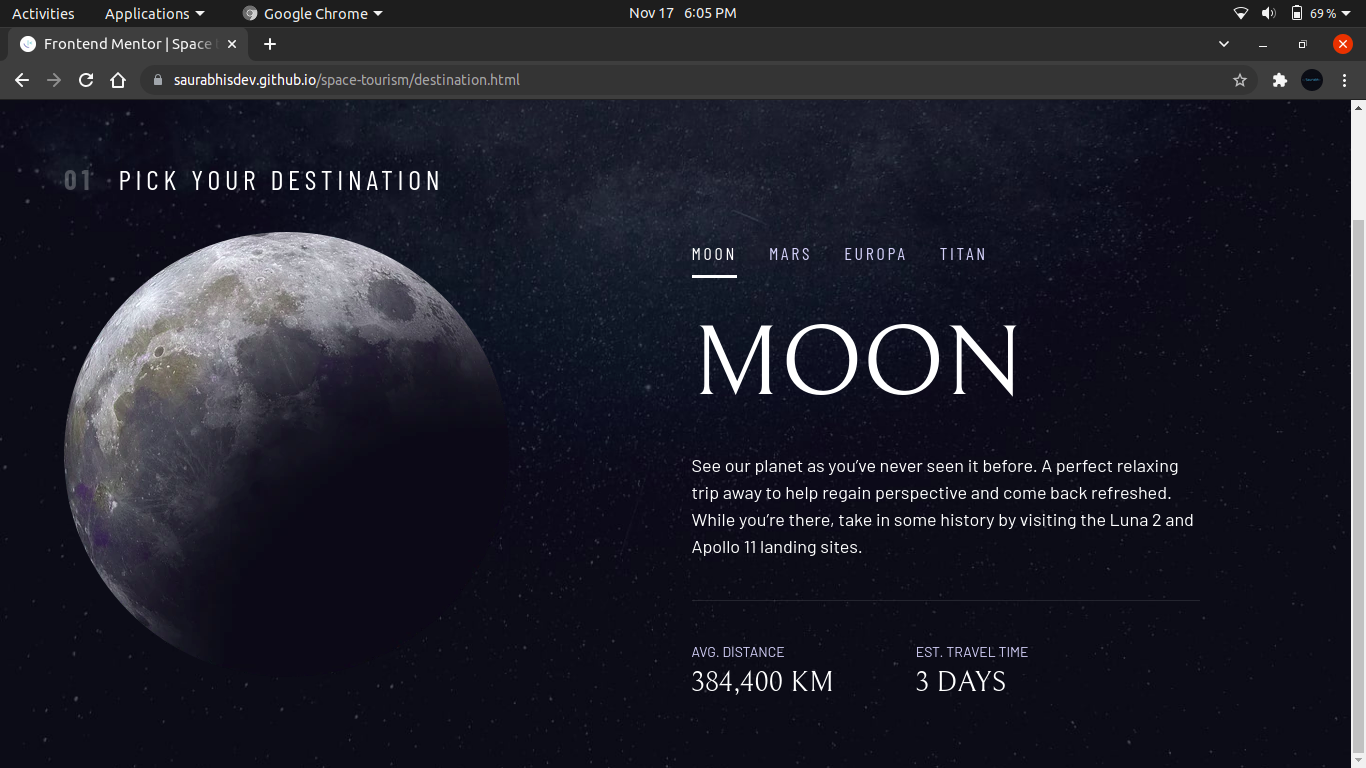 Activities Applications Google Chrome Nov 17 6:05 PM 69 %
Frontend Mentor | Space
saurabhisdev.github.io/space-tourism/destination.html
01 PICK YOUR DESTINATION
MOON MARS EUROPA TITAN
MOON
See our planet as you’ve never seen it before. A perfect relaxing
trip away to help regain perspective and come back refreshed.
While you’re there, take in some history by visiting the Luna 2 and
Apollo 11 landing sites.
AVG. DISTANCE EST. TRAVEL TIME
384,400 KM 3 DAYS